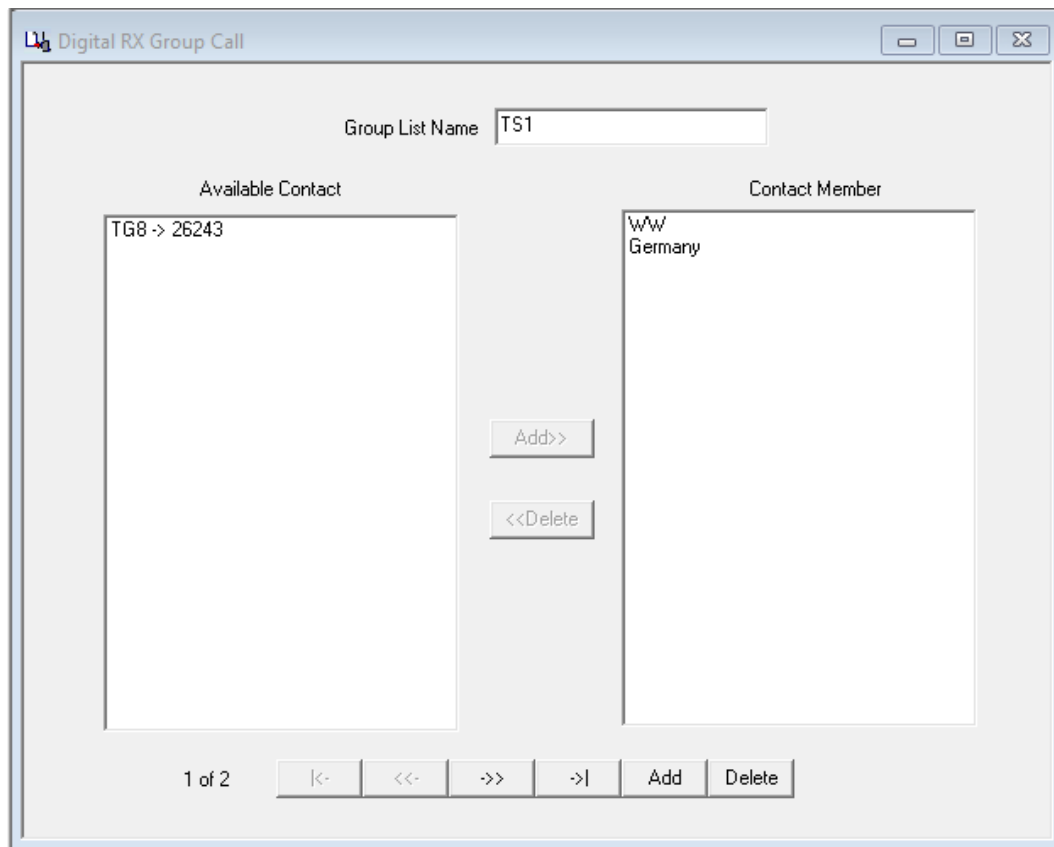 Digital RX Group Call
Group List Name TS1
Available Contact
Contact Member
TG8 -> 26243
WW
Germany
Add>>
<<Delete
1 of 2 |<- <<- ->> ->| Add Delete